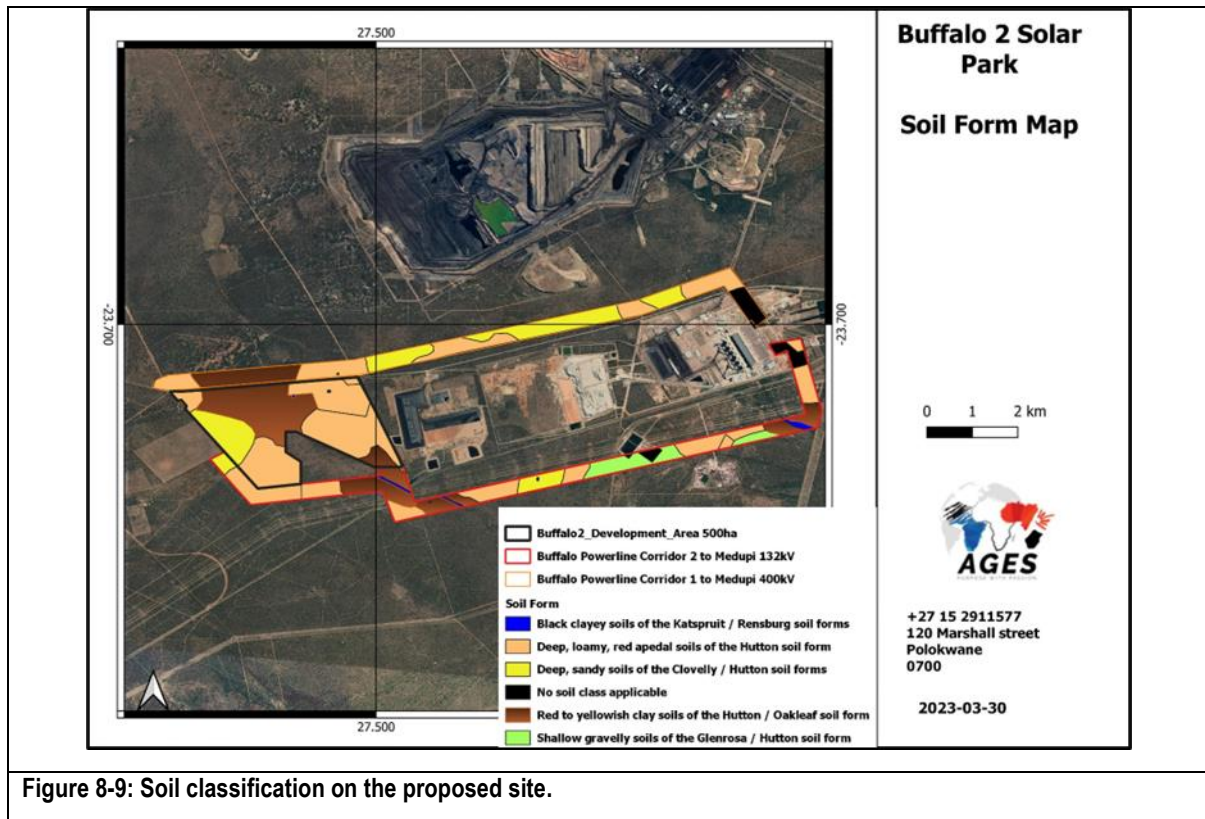 Buffalo 2 Solar
Park
Soil Form Map
27.500
-23.700
-23.700
27.500
0 1 2 km
Buffalo2_Development_Area 500ha
Buffalo Powerline Corridor 2 to Medupi 132kV
Buffalo Powerline Corridor 1 to Medupi 400kV
Soil Form
Black clayey soils of the Katspruit / Rensburg soil forms
Deep, loamy, red apedal soils of the Hutton soil form
Deep, sandy soils of the Clovelly / Hutton soil forms
No soil class applicable
Red to yellowish clay soils of the Hutton / Oakleaf soil form
Shallow gravelly soils of the Glenrosa / Hutton soil form
AGES
PURPOSE WITH PASSION
+27 15 2911577
120 Marshall street
Polokwane
0700
2023-03-30
Figure 8-9: Soil classification on the proposed site.